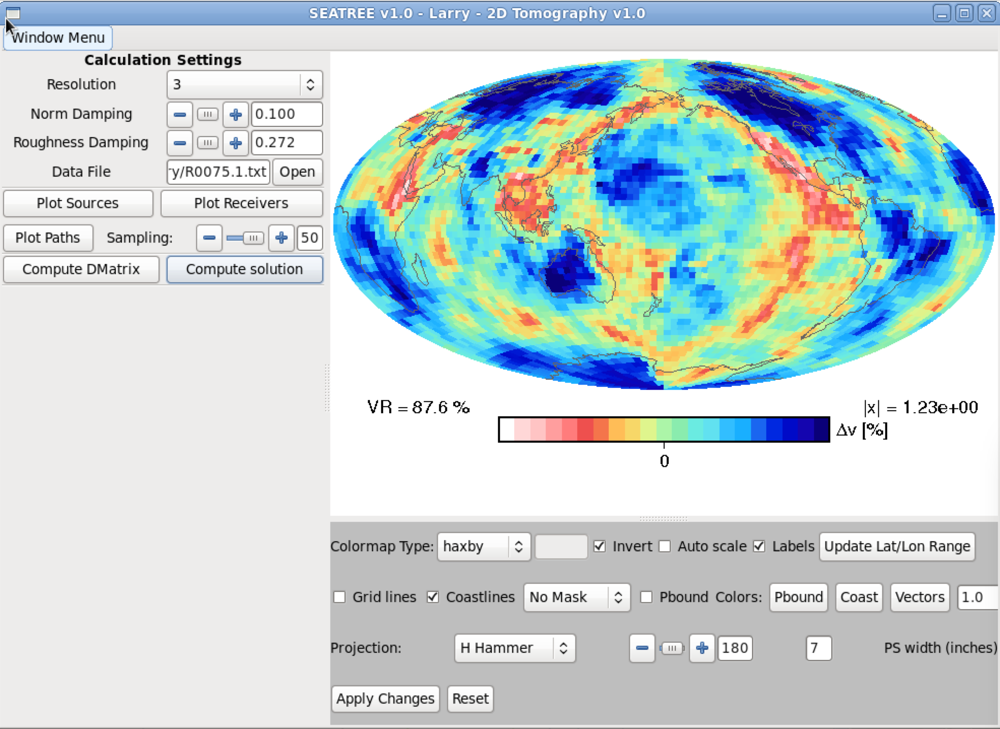 SEATREE v1.0 - Larry - 2D Tomography v1.0
Window Menu
Calculation Settings
Resolution 3
Norm Damping 0.100
Roughness Damping 0.272
Data File ry/R0075.1.txt Open
Plot Sources Plot Receivers
Plot Paths Sampling: 50
Compute DMatrix Compute solution
VR = 87.6 % |x| = 1.23e+00
Δv [%]
0
Colormap Type: haxby Invert Auto scale Labels Update Lat/Lon Range
Grid lines Coastlines No Mask Pbound Colors: Pbound Coast Vectors 1.0
Projection: H Hammer 180 7 PS width (inches)
Apply Changes Reset